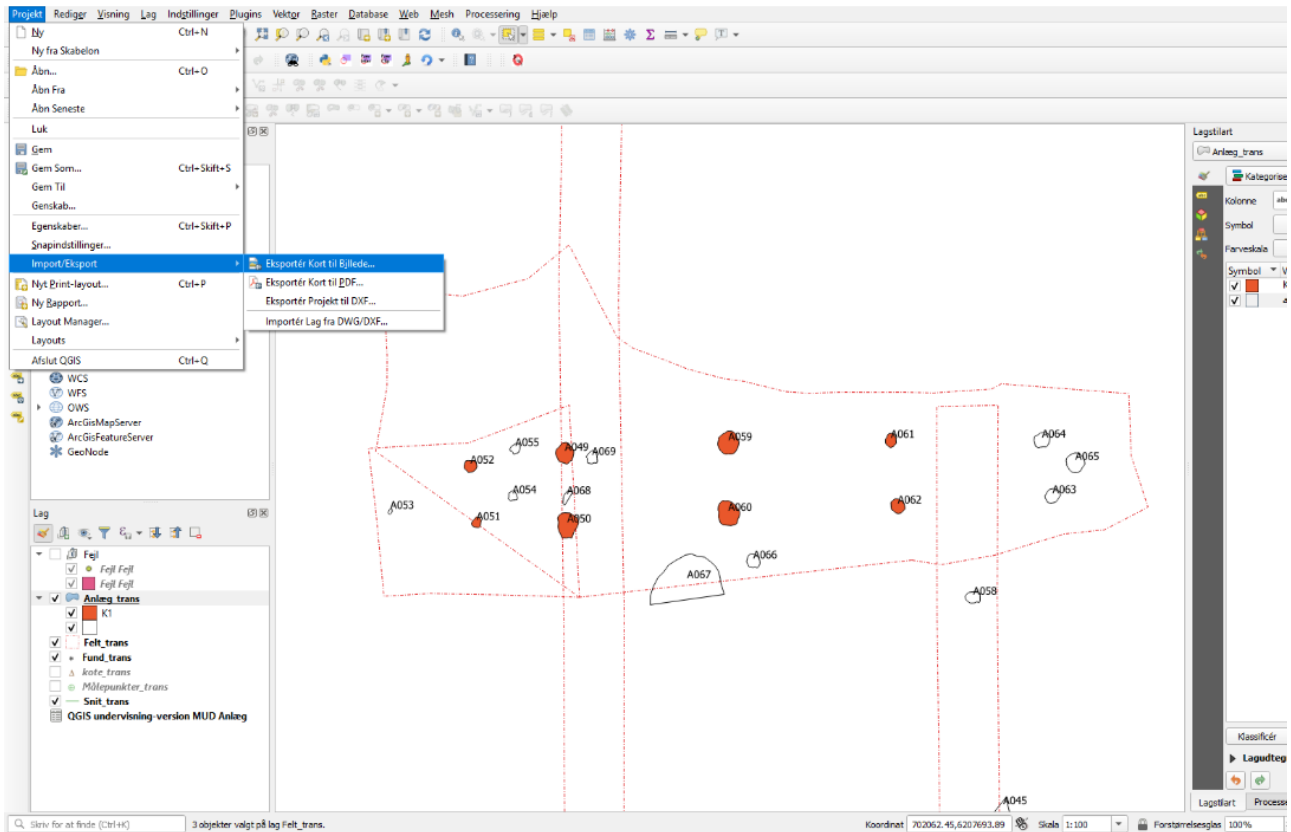 Projekt Rediger Visning Lag Indstillinger Plugins Vektor Raster Database Web Mesh Processering Hjælp
Ny Ctrl+N
Ny fra Skabelon
Åbn... Ctrl+O
Åbn Fra
Åbn Seneste
Luk
Gem
Gem Som... Ctrl+Skift+S
Gem Til
Genskab...
Egenskaber... Ctrl+Skift+P
Snapindstillinger...
Import/Eksport
Nyt Print-layout... Ctrl+P
Ny Rapport...
Layout Manager...
Layouts
Afslut QGIS Ctrl+Q
Eksportér Kort til Billede...
Eksportér Kort til PDF...
Eksportér Projekt til DXF...
Importér Lag fra DWG/DXF...
WCS
WFS
OWS
ArcGisMapServer
ArcGisFeatureServer
GeoNode
Lag
Fejl
Fejl Fejl
Fejl Fejl
Anlæg_trans
K1
Felt_trans
Fund_trans
kote_trans
Målepunkter_trans
Snit_trans
QGIS undervisning-version MUD Anlæg
A059
A061
A064
A055
A049
A069
A065
A052
A054
A068
A063
A053
A062
A060
A051
A050
A066
A067
A058
A045
Lagstilart
Anlæg_trans
Kategorise
Kolonne
Symbol
Farveskala
Symbol
Klassificér
Lagudteg
Lagstilart Processe
Skriv for at finde (Ctrl+K) 3 objekter valgt på lag Felt_trans. Koordinat 702062.45,6207693.89 Skala 1:100 Forstørrelsesglas 100%